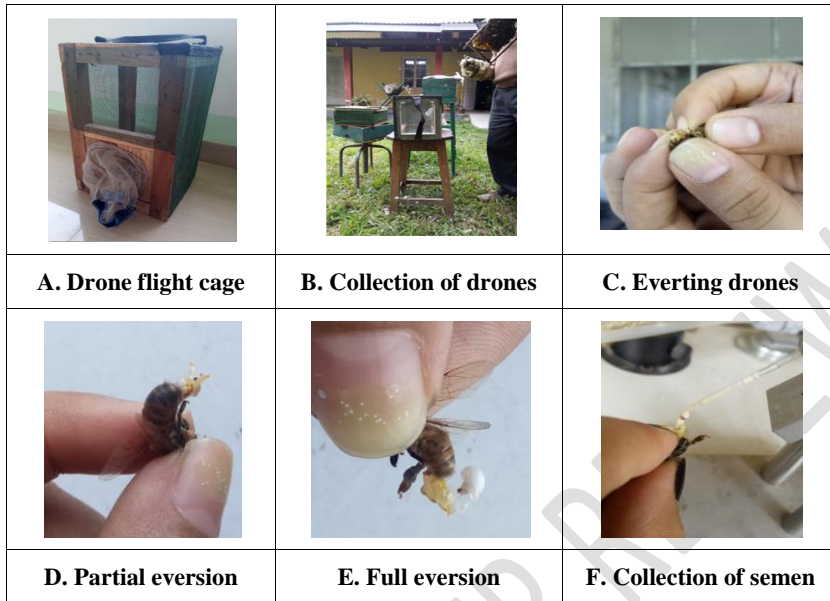 A. Drone flight cage
B. Collection of drones
C. Everting drones
D. Partial eversion
E. Full eversion
F. Collection of semen